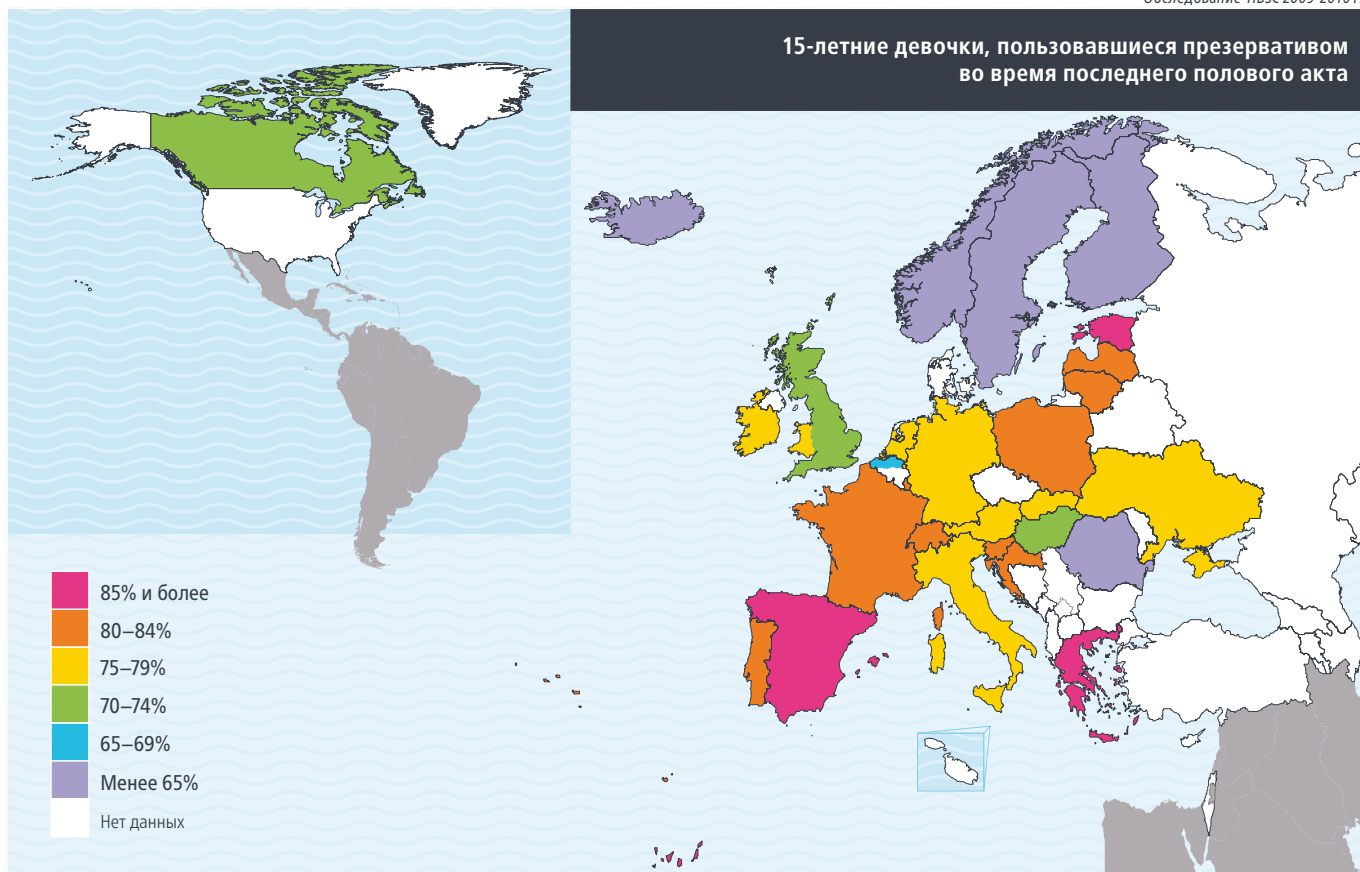 15-летние девочки, пользовавшиеся презервативом
во время последнего полового акта
85% и более
80–84%
75–79%
70–74%
65–69%
Менее 65%
Нет данных